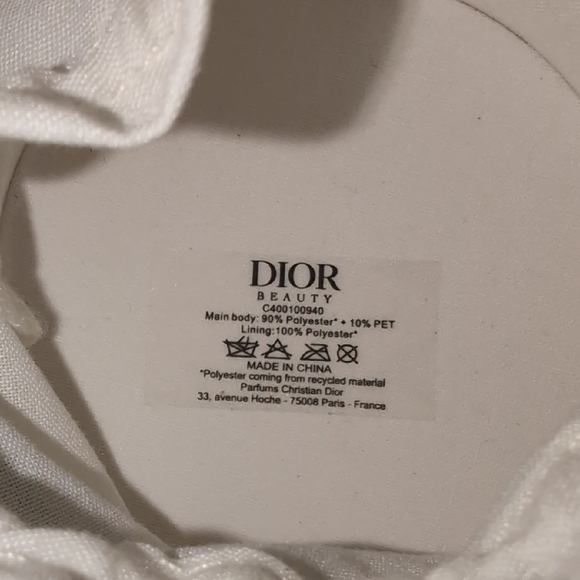 DIOR
BEAUTY
C400100940
Main body: 90% Polyester* + 10% PET
Lining:100% Polyester*
MADE IN CHINA
*Polyester coming from recycled material
Parfums Christian Dior
33, avenue Hoche - 75008 Paris - France